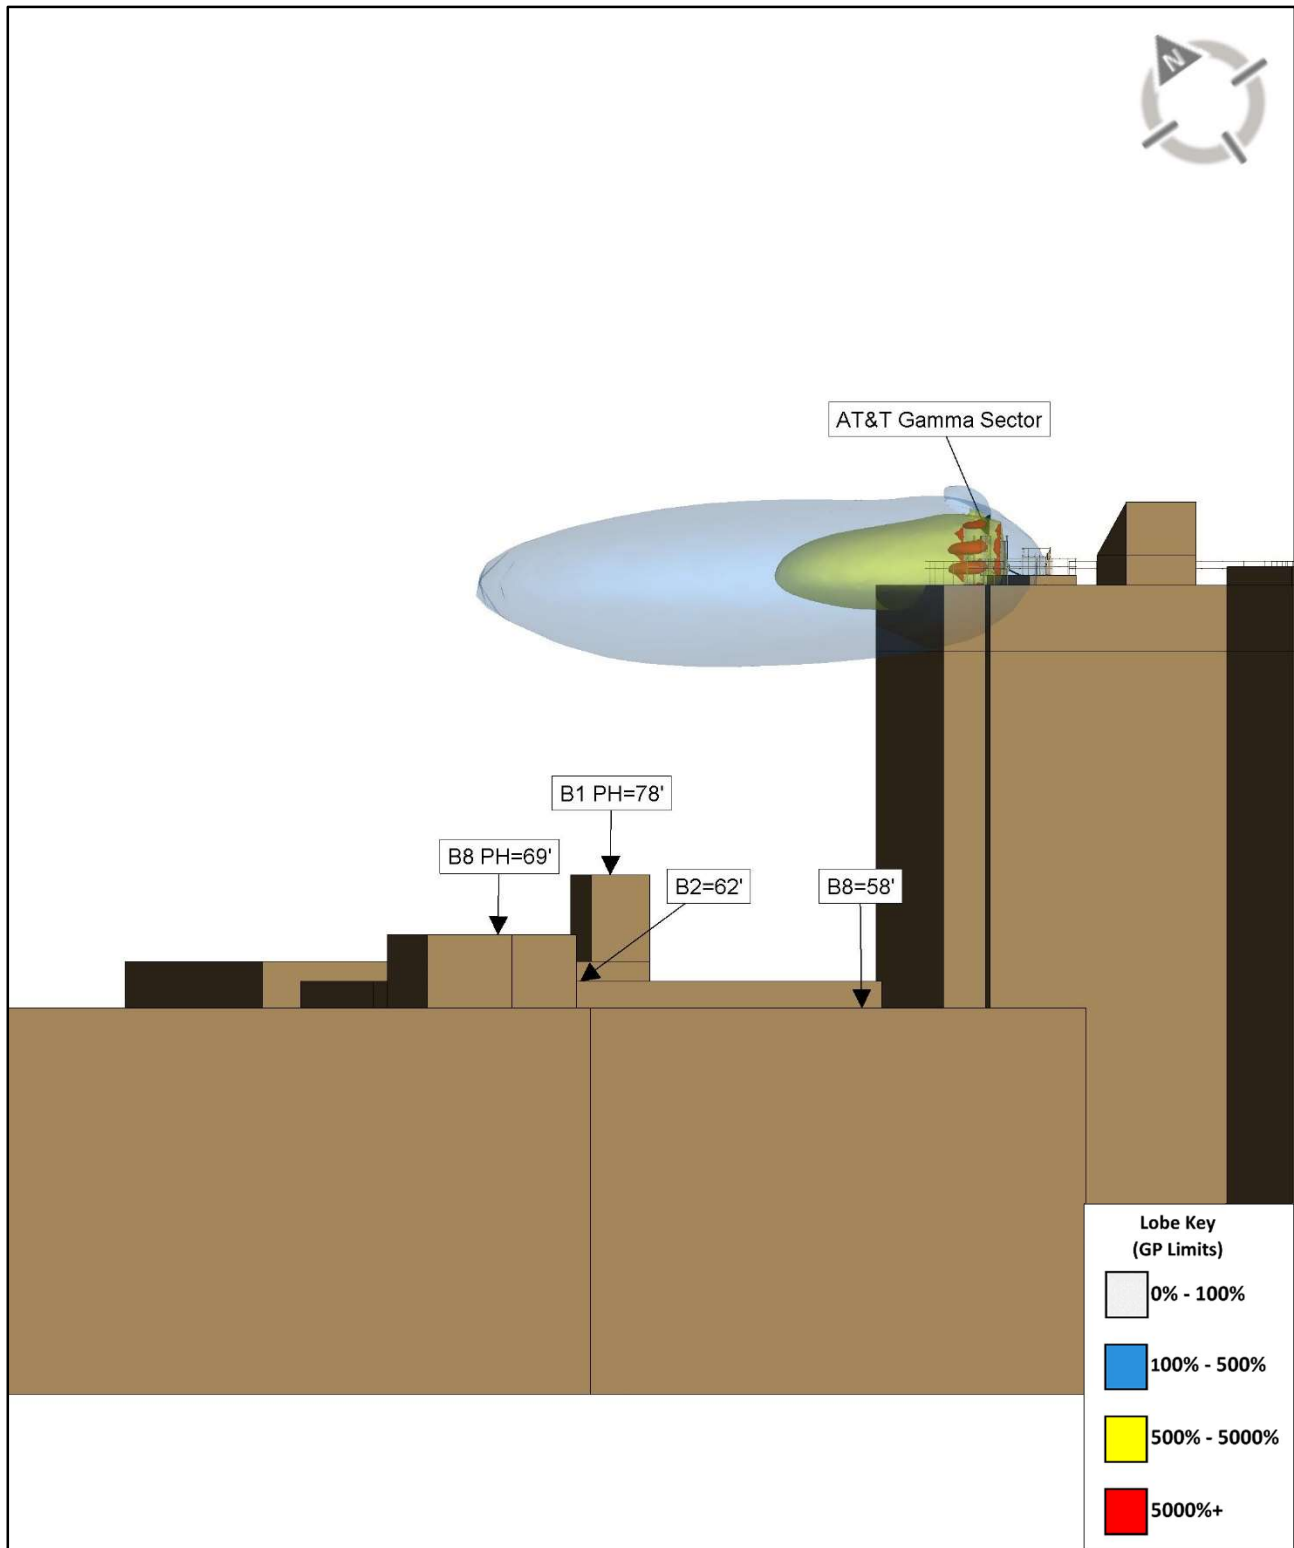 N
AT&T Gamma Sector
B1 PH=78'
B8 PH=69'
B2=62'
B8=58'
Lobe Key
(GP Limits)
0% - 100%
100% - 500%
500% - 5000%
5000%+